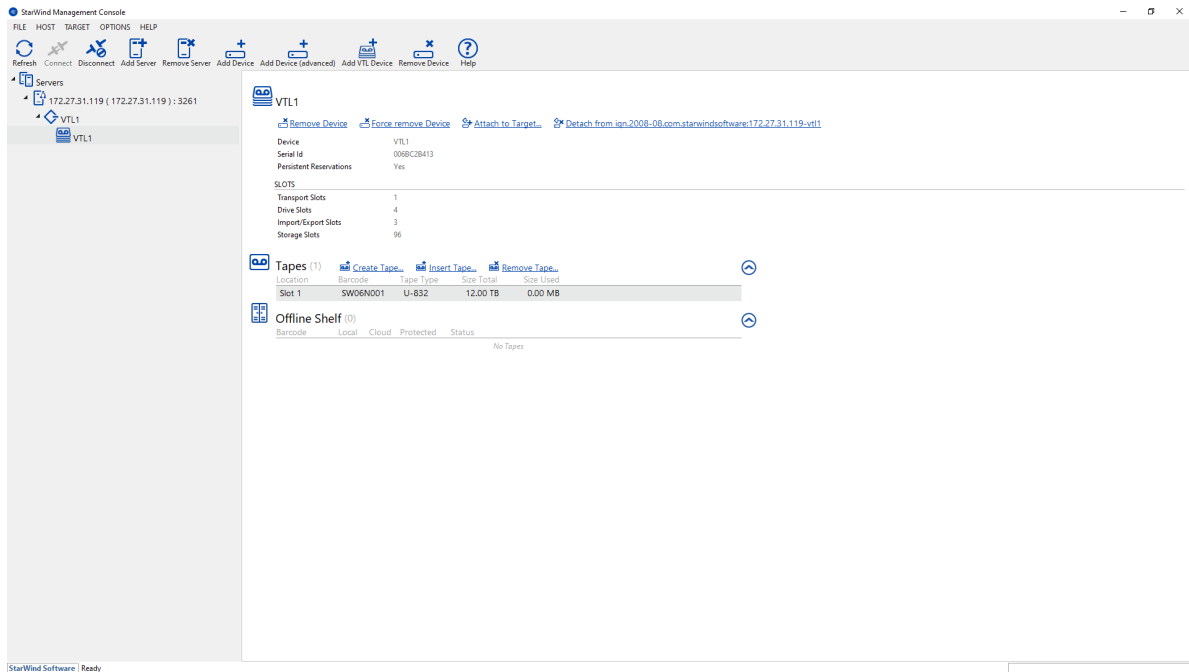 StarWind Management Console
FILE HOST TARGET OPTIONS HELP
Refresh Connect Disconnect Add Server Remove Server Add Device Add Device (advanced) Add VTL Device Remove Device Help
Servers
172.27.31.119 ( 172.27.31.119 ) : 3261
VTL1
VTL1
VTL1
Remove Device Force remove Device Attach to Target... Detach from iqn.2008-08.com.starwindsoftware:172.27.31.119-vtl1
Device VTL1
Serial Id 006BC2B413
Persistent Reservations Yes
SLOTS
Transport Slots 1
Drive Slots 4
Import/Export Slots 3
Storage Slots 96
Tapes (1) Create Tape... Insert Tape... Remove Tape...
Location Barcode Tape Type Size Total Size Used
Slot 1 SW06N001 U-832 12.00 TB 0.00 MB
Offline Shelf (0)
Barcode Local Cloud Protected Status
No Tapes
StarWind Software Ready